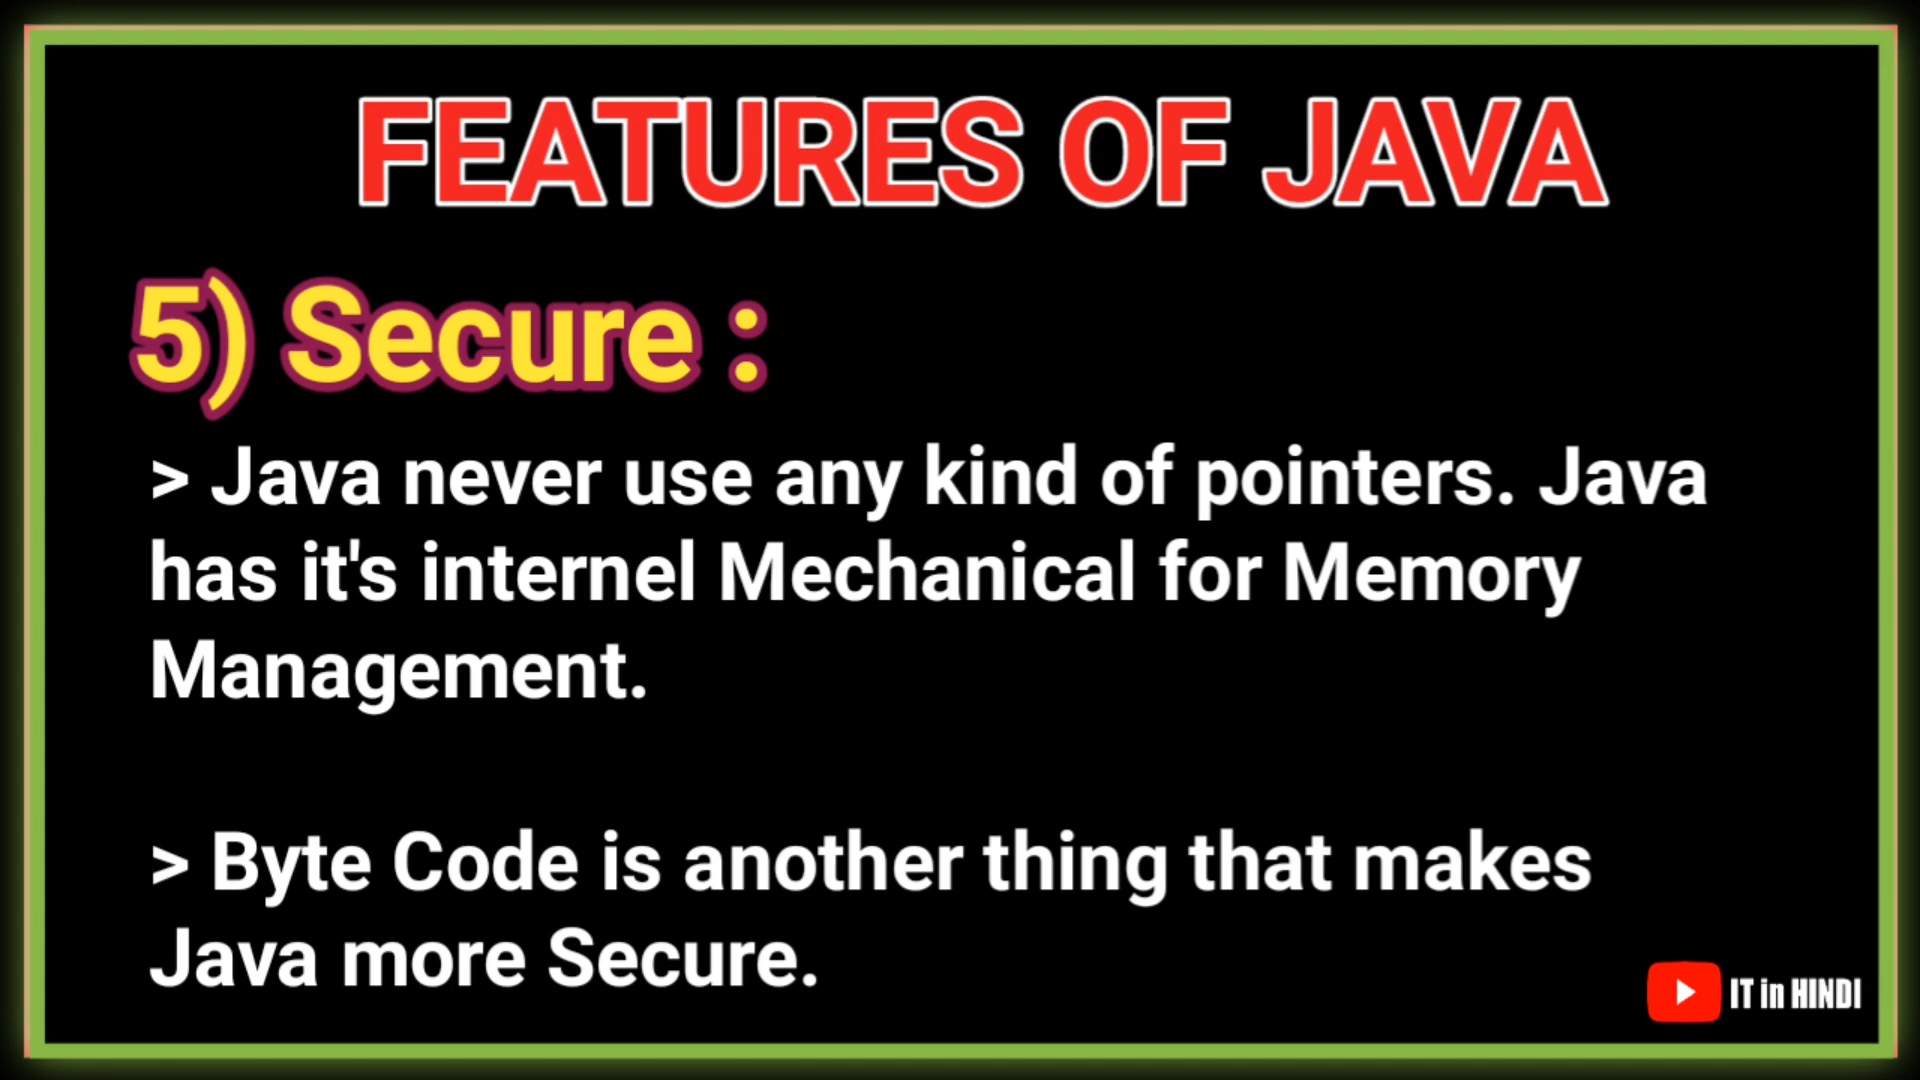 FEATURES OF JAVA
5) Secure :
> Java never use any kind of pointers. Java
has it's internel Mechanical for Memory
Management.
> Byte Code is another thing that makes
Java more Secure.
IT in HINDI